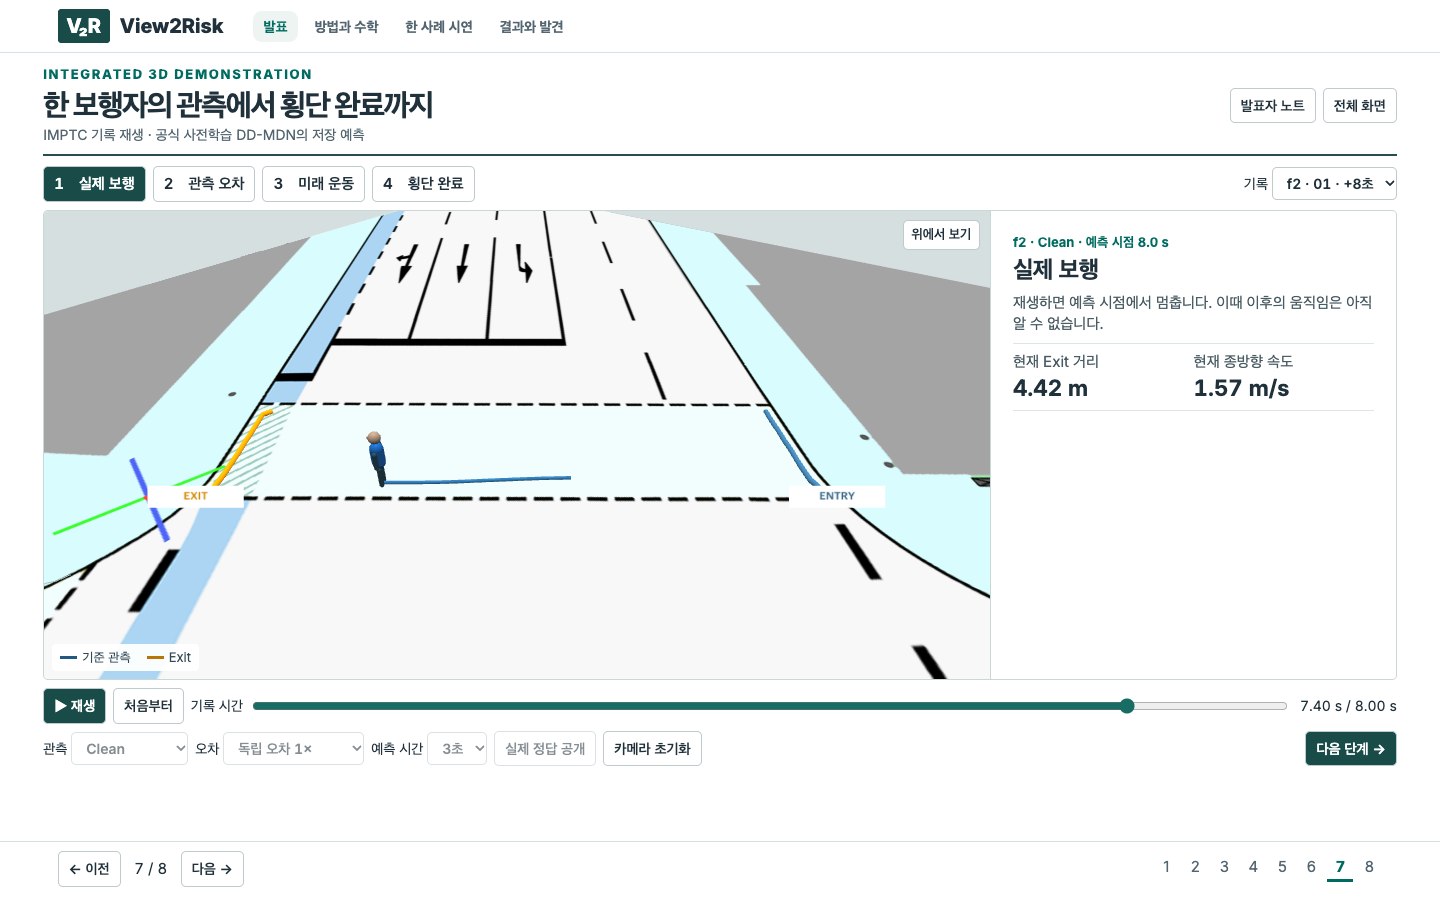 V2R View2Risk 발표 방법과 수학 한 사례 시연 결과와 발견
INTEGRATED 3D DEMONSTRATION
한 보행자의 관측에서 횡단 완료까지
IMPTC 기록 재생 · 공식 사전학습 DD-MDN의 저장 예측
발표자 노트 전체 화면
1 실제 보행 2 관측 오차 3 미래 운동 4 횡단 완료
기록 f2 · 01 · +8초
위에서 보기
EXIT
ENTRY
기준 관측 Exit
f2 · Clean · 예측 시점 8.0 s
실제 보행
재생하면 예측 시점에서 멈춥니다. 이때 이후의 움직임은 아직
알 수 없습니다.
현재 Exit 거리 현재 종방향 속도
4.42 m 1.57 m/s
▶ 재생 처음부터 기록 시간 7.40 s / 8.00 s
관측 Clean 오차 독립 오차 1× 예측 시간 3초 실제 정답 공개 카메라 초기화 다음 단계 →
← 이전 7 / 8 다음 → 1 2 3 4 5 6 7 8